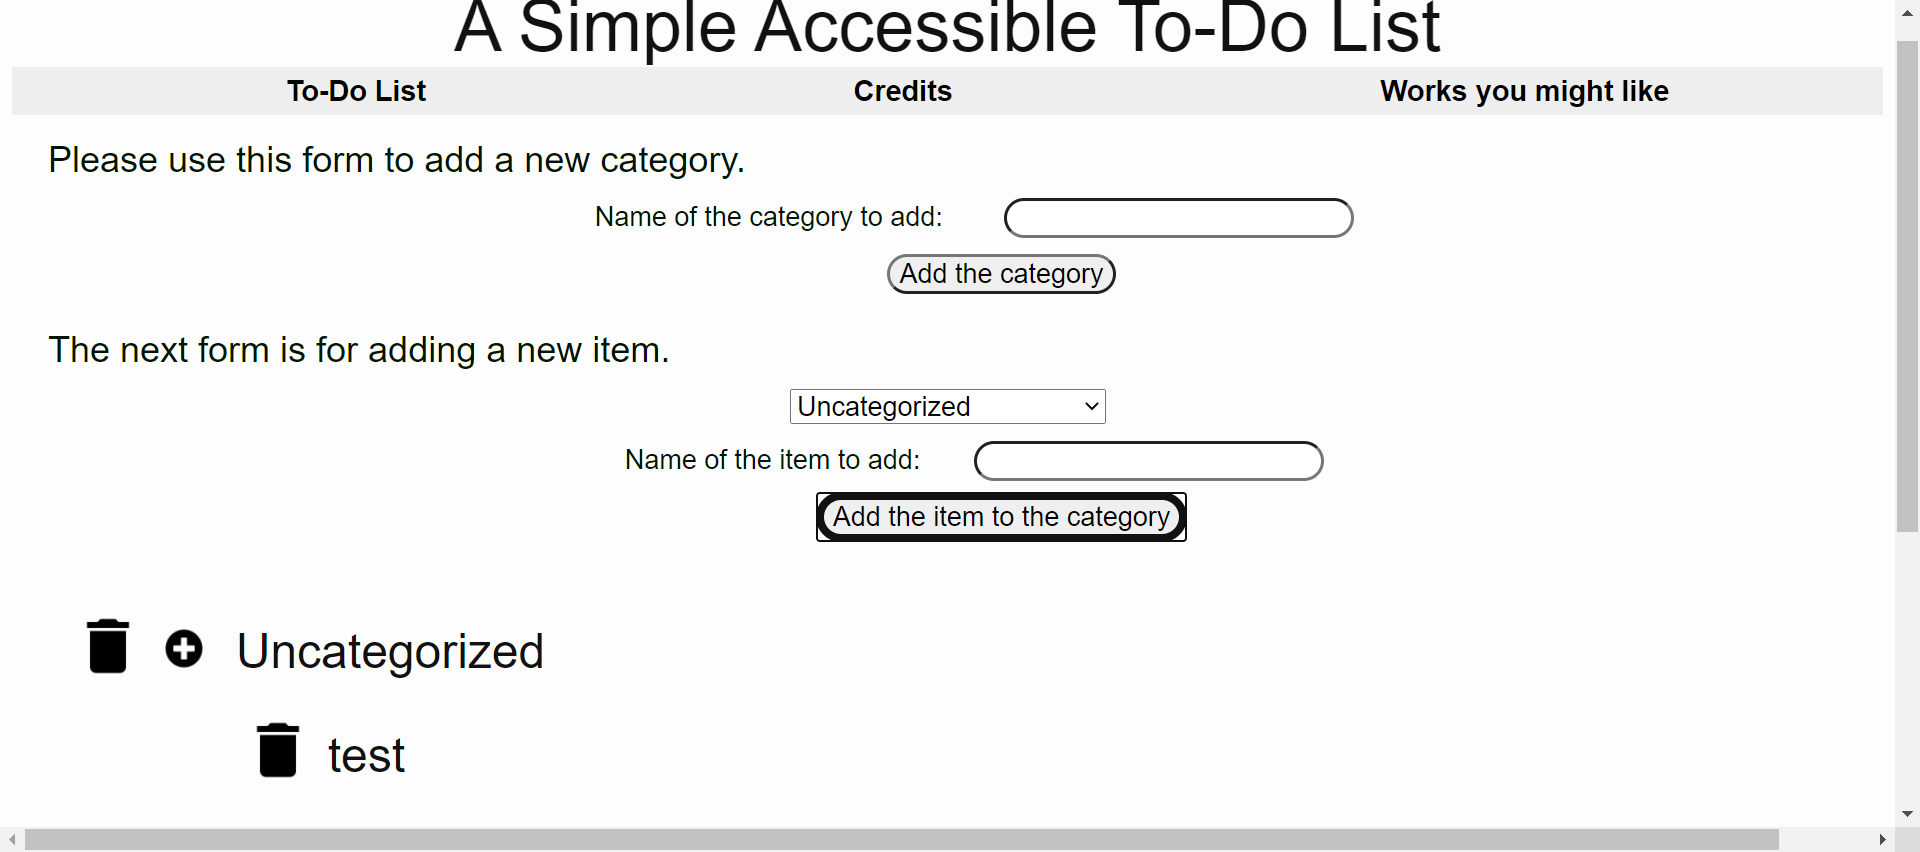 A Simple Accessible To-Do List
To-Do List Credits Works you might like
Please use this form to add a new category.
Name of the category to add:
Add the category
The next form is for adding a new item.
Uncategorized
Name of the item to add:
Add the item to the category
Uncategorized
test